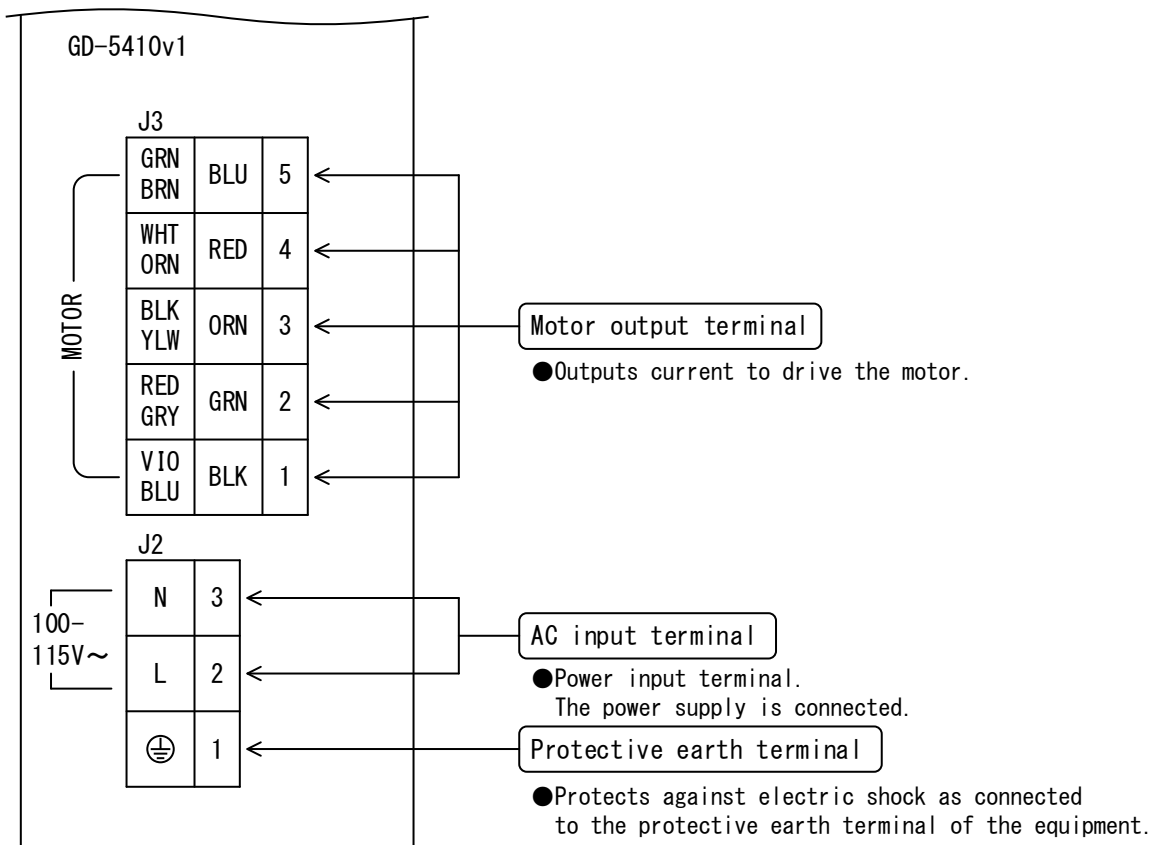 GD-5410v1
J3
GRN
BRN
BLU
5
WHT
ORN
RED
4
MOTOR
BLK
YLW
ORN
3
RED
GRY
GRN
2
VIO
BLU
BLK
1
Motor output terminal
●Outputs current to drive the motor.
J2
100-
115V～
N
3
L
2
1
AC input terminal
●Power input terminal.
The power supply is connected.
Protective earth terminal
●Protects against electric shock as connected
to the protective earth terminal of the equipment.